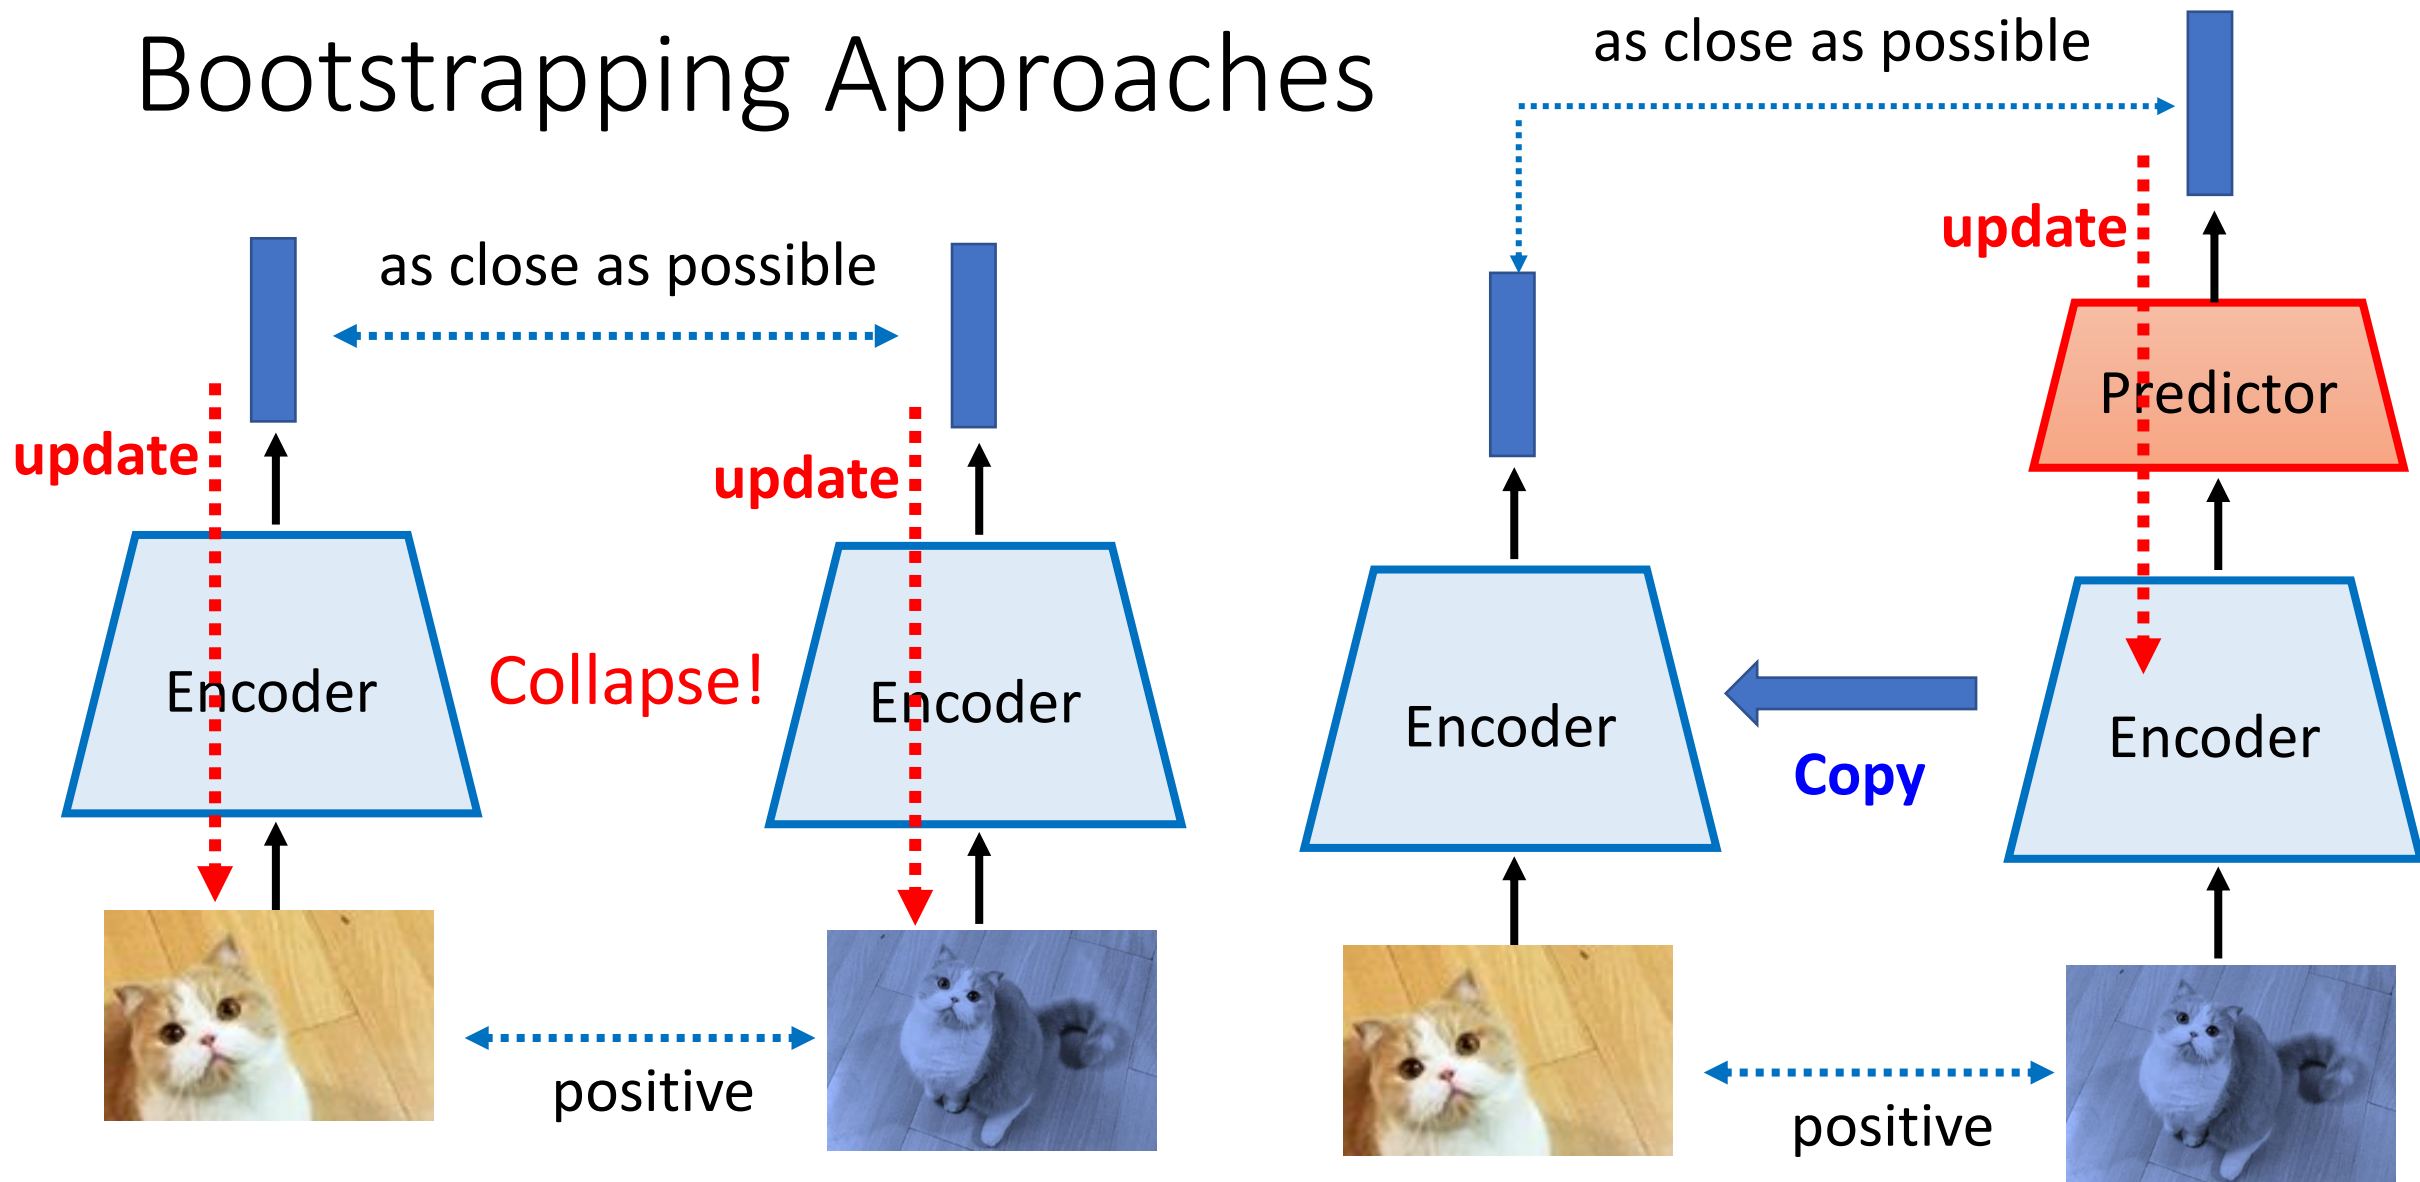 Bootstrapping Approaches
as close as possible
update
update
Encoder
Collapse!
Encoder
positive
as close as possible
update
Predictor
Encoder
Copy
Encoder
positive